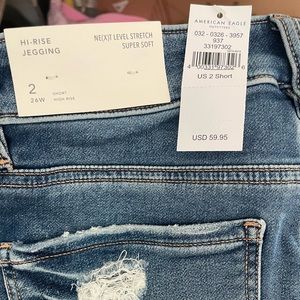 HI-RISE
JEGGING
NE(X)T LEVEL STRETCH
SUPER SOFT
2
26W
SHORT
HIGH RISE
AMERICAN EAGLE
OUTFITTERS
032 - 0326 - 3957
937
33197302
US 2 Short
USD 59.95